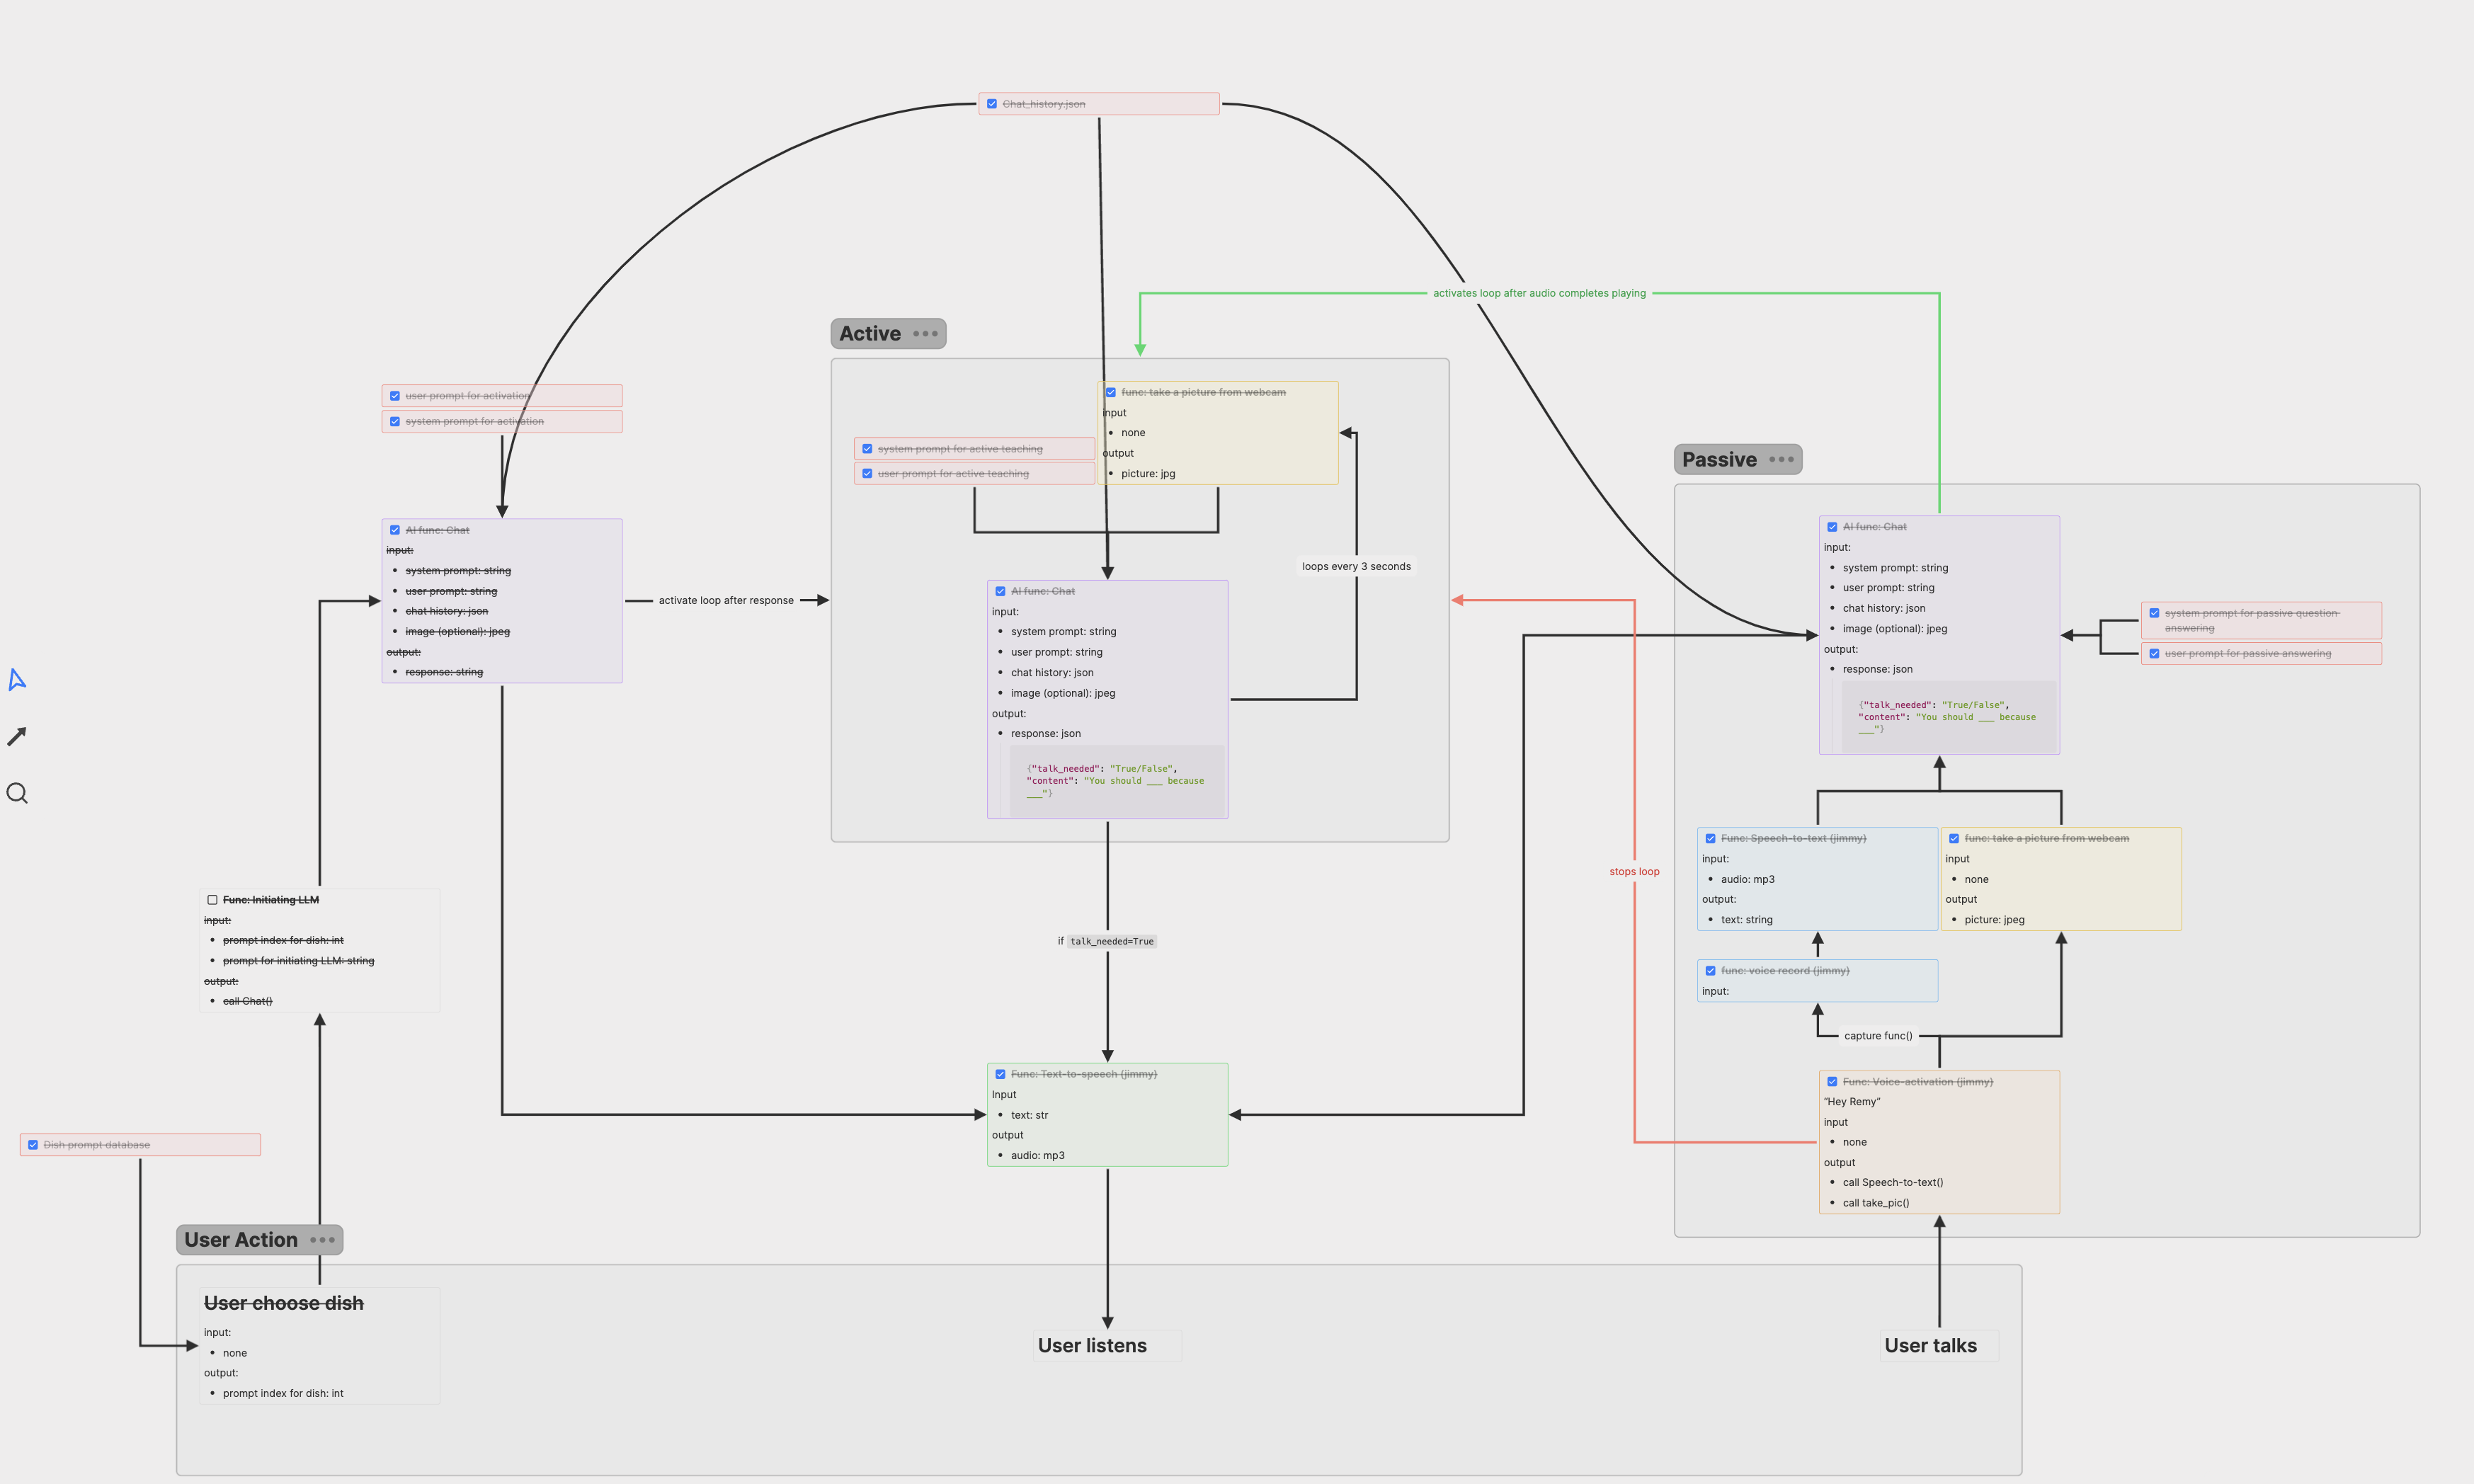 Chat_history.json
activates loop after audio completes playing
Active
user prompt for activation
system prompt for activation
func: take a picture from webcam
input
none
output
picture: jpg
system prompt for active teaching
user prompt for active teaching
Passive
AI func: Chat
input:
system prompt: string
user prompt: string
chat history: json
image (optional): jpeg
output:
response: string
activate loop after response
loops every 3 seconds
AI func: Chat
input:
system prompt: string
user prompt: string
chat history: json
image (optional): jpeg
output:
response: json
{"talk_needed": "True/False",
"content": "You should ___ because
___"}
AI func: Chat
input:
system prompt: string
user prompt: string
chat history: json
image (optional): jpeg
output:
response: json
{"talk_needed": "True/False",
"content": "You should ___ because
___"}
system prompt for passive question
answering
user prompt for passive answering
stops loop
Func: Speech-to-text (jimmy)
input:
audio: mp3
output:
text: string
func: take a picture from webcam
input
none
output
picture: jpeg
Func: Initiating LLM
input:
prompt index for dish: int
prompt for initiating LLM: string
output:
call Chat()
if talk_needed=True
func: voice record (jimmy)
input:
capture func()
Func: Text-to-speech (jimmy)
Input
text: str
output
audio: mp3
Func: Voice-activation (jimmy)
"Hey Remy"
input
none
output
call Speech-to-text()
call take_pic()
Dish prompt database
User Action
User choose dish
input:
none
output:
prompt index for dish: int
User listens
User talks